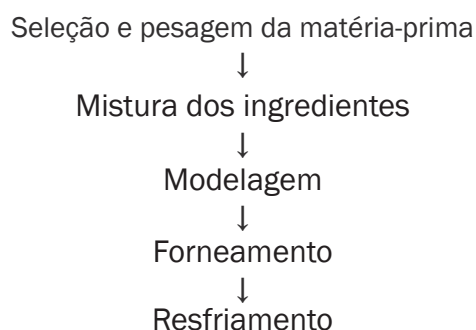 Seleção e pesagem da matéria-prima
↓
Mistura dos ingredientes
↓
Modelagem
↓
Forneamento
↓
Resfriamento